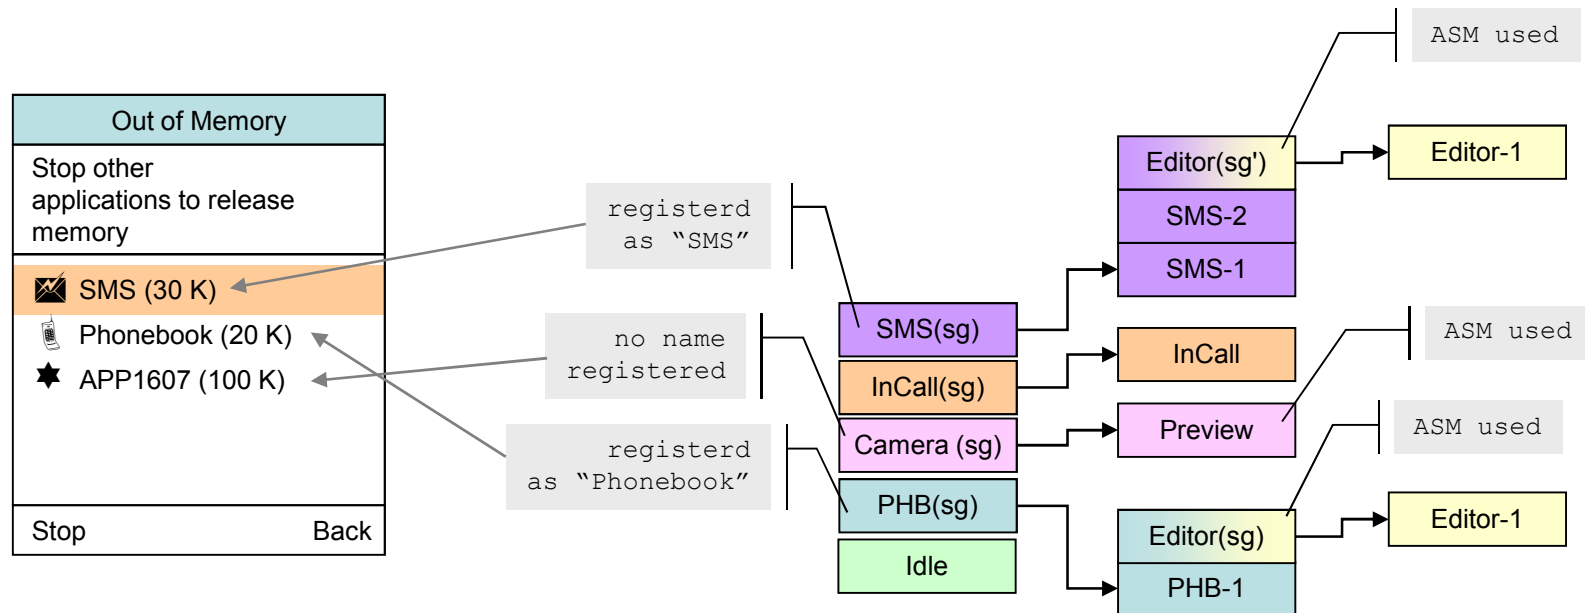 Out of Memory
Stop other
applications to release
memory
SMS (30 K)
Phonebook (20 K)
APP1607 (100 K)
Stop
Back
registerd
as “SMS”
no name
registered
registerd
as “Phonebook”
SMS(sg)
InCall(sg)
Camera (sg)
PHB(sg)
Idle
Editor(sg')
SMS-2
SMS-1
InCall
Preview
Editor(sg)
PHB-1
ASM used
Editor-1
ASM used
ASM used
Editor-1